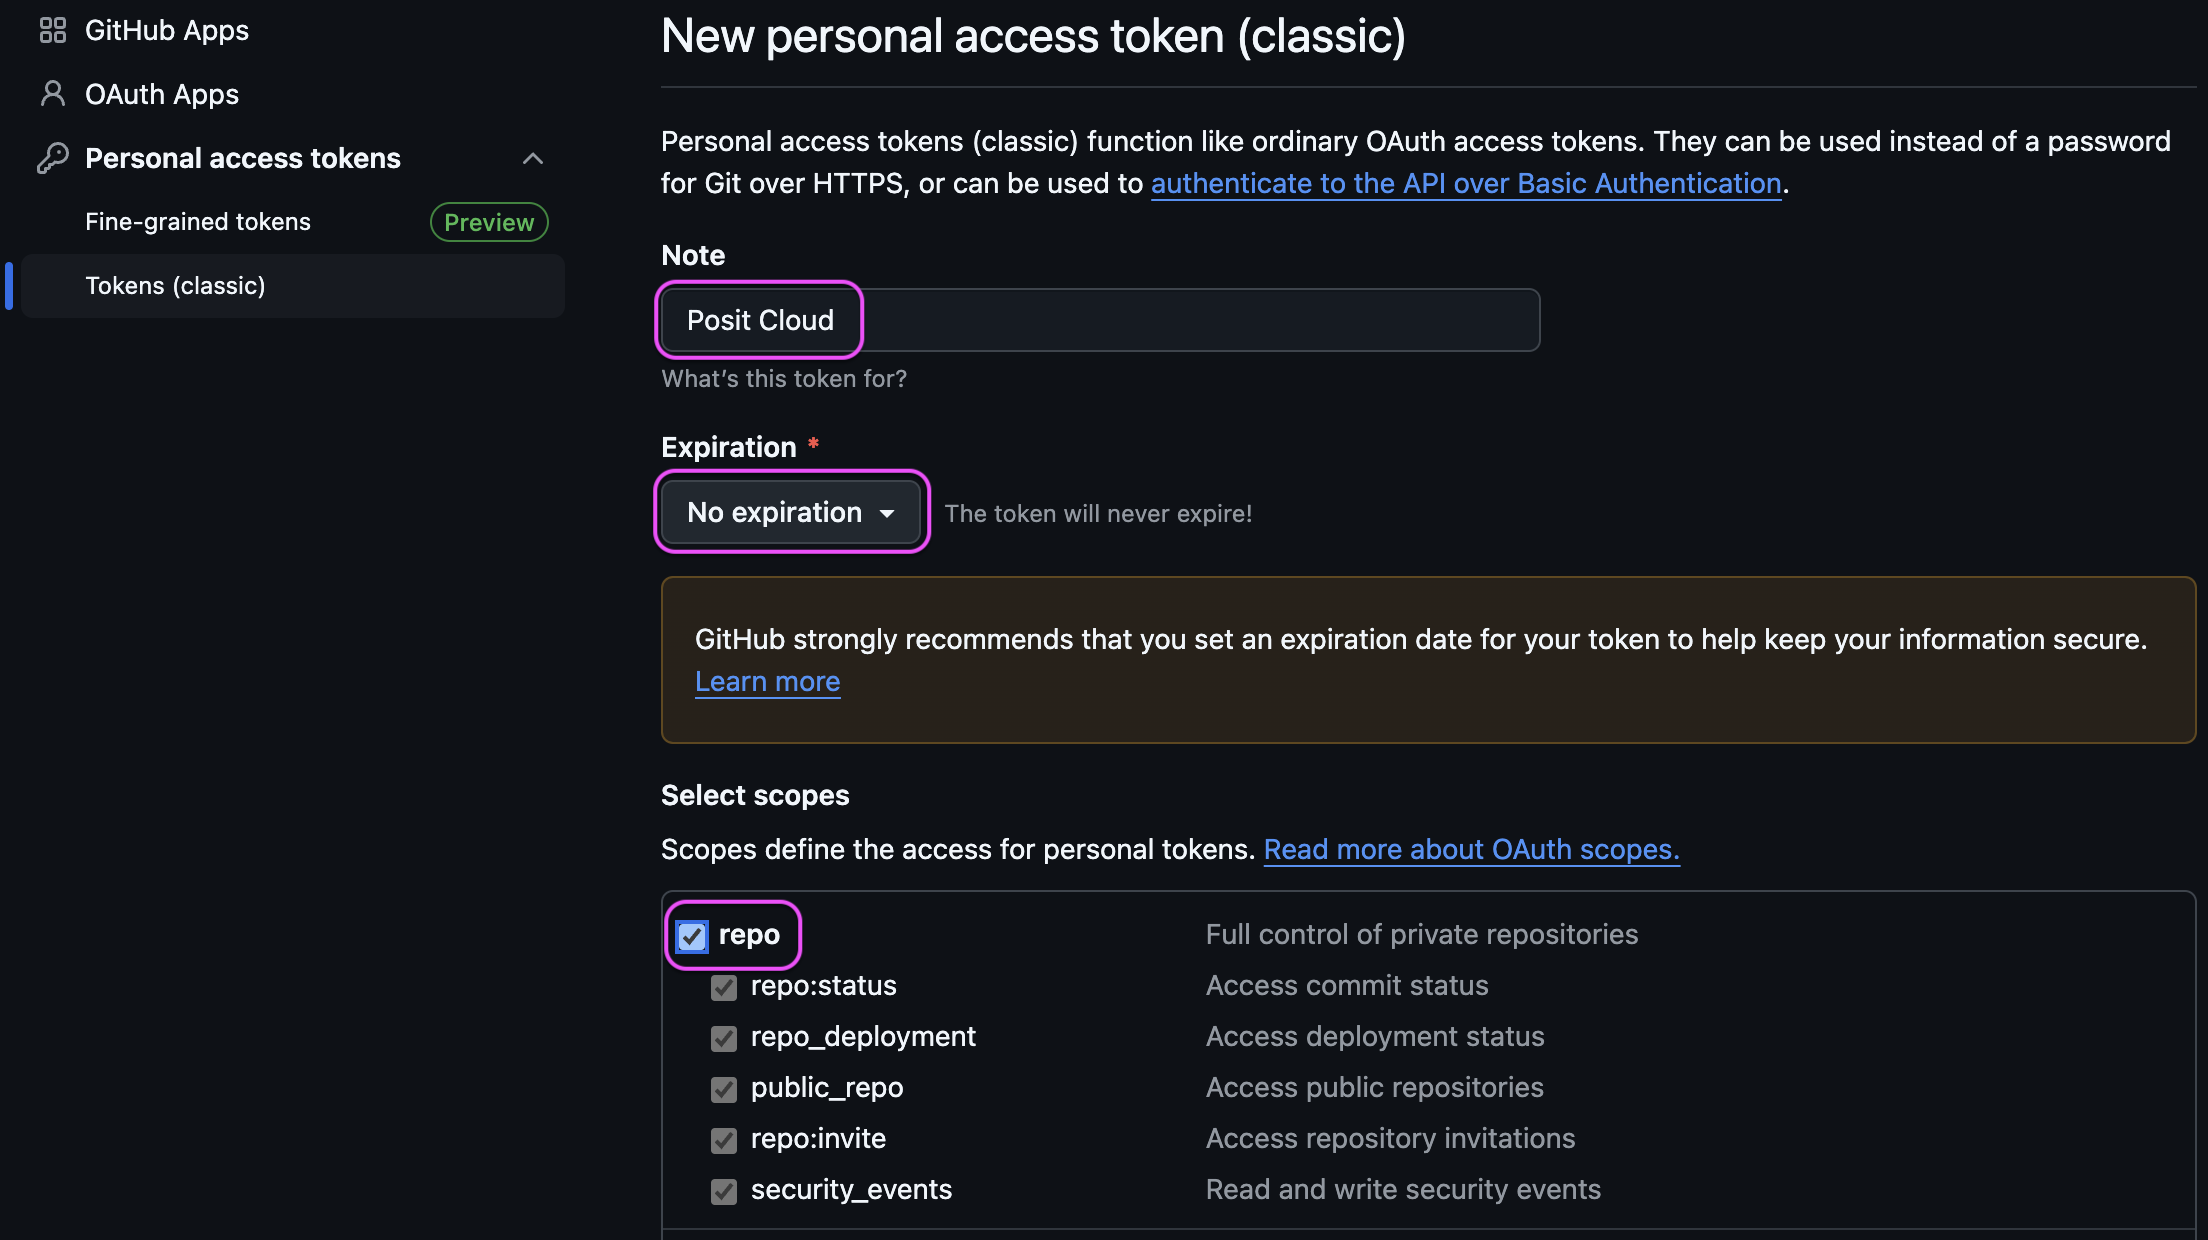 GitHub Apps
OAuth Apps
Personal access tokens
Fine-grained tokens Preview
Tokens (classic)
New personal access token (classic)
Personal access tokens (classic) function like ordinary OAuth access tokens. They can be used instead of a password
for Git over HTTPS, or can be used to authenticate to the API over Basic Authentication.
Note
Posit Cloud
What's this token for?
Expiration *
No expiration The token will never expire!
GitHub strongly recommends that you set an expiration date for your token to help keep your information secure.
Learn more
Select scopes
Scopes define the access for personal tokens. Read more about OAuth scopes.
repo Full control of private repositories
repo:status Access commit status
repo_deployment Access deployment status
public_repo Access public repositories
repo:invite Access repository invitations
security_events Read and write security events